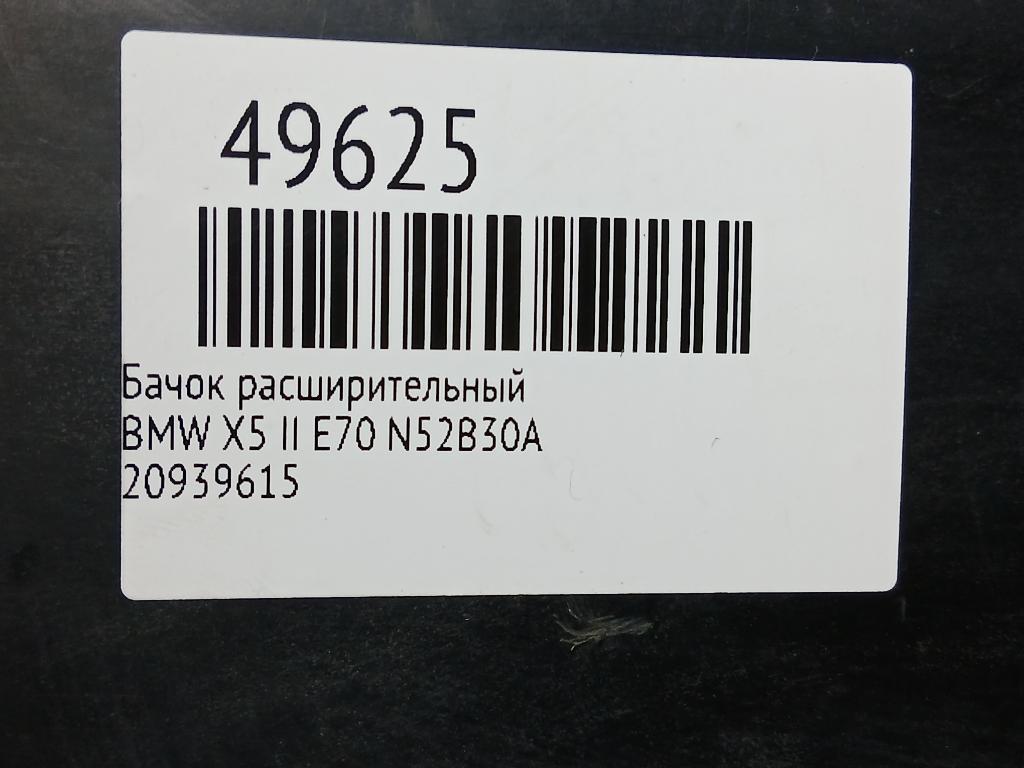 49625
Бачок расширительный
BMW X5 II E70 N52B30A
20939615